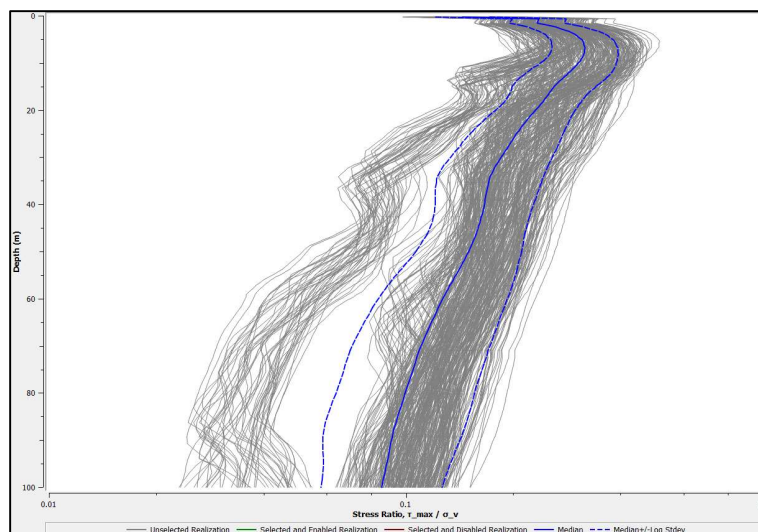 0
20
40
60
80
100
Depth (m)
0.01
0.1
Stress Ratio, τ_max / σ_v
Unselected Realization Selected and Enabled Realization Selected and Disabled Realization Median Median+/-Log Stdev